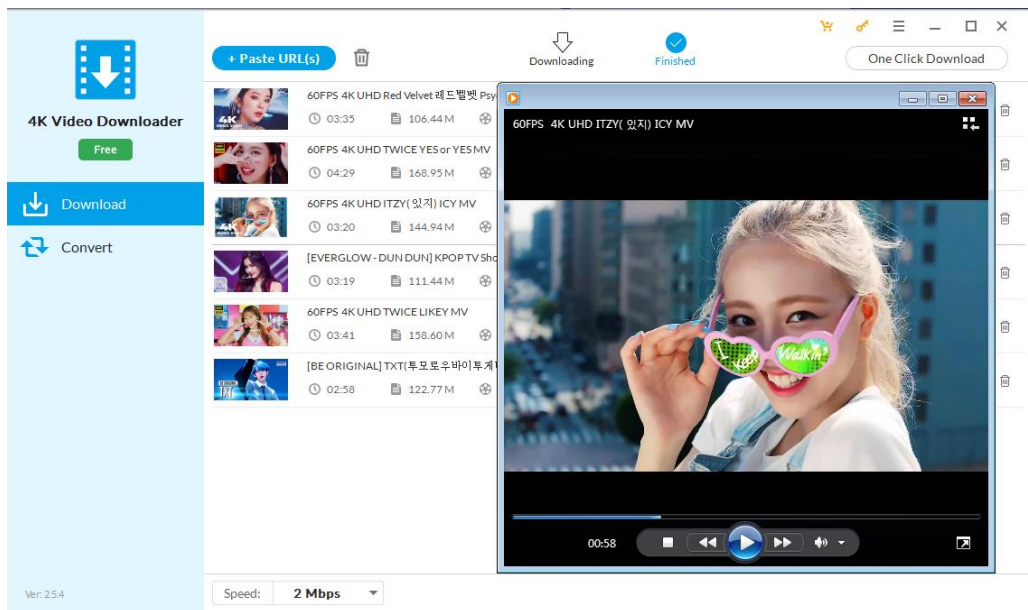 + Paste URL(s)
Downloading
Finished
One Click Download
4K Video Downloader
Free
Download
Convert
Ver: 2.5.4
60FPS 4K UHD Red Velvet 레드벨벳 Psy
03:35 106.44 M
60FPS 4K UHD TWICE YES or YES MV
04:29 168.95 M
60FPS 4K UHD ITZY( 있지) ICY MV
03:20 144.94 M
[EVERGLOW - DUN DUN] KPOP TV Sho
03:19 111.44 M
60FPS 4K UHD TWICE LIKEY MV
03:41 158.60 M
[BE ORIGINAL] TXT(투모로우바이투게
02:58 122.77 M
4K
TXT
60FPS 4K UHD ITZY( 있지) ICY MV
I
Walkin'
00:58
Speed: 2 Mbps